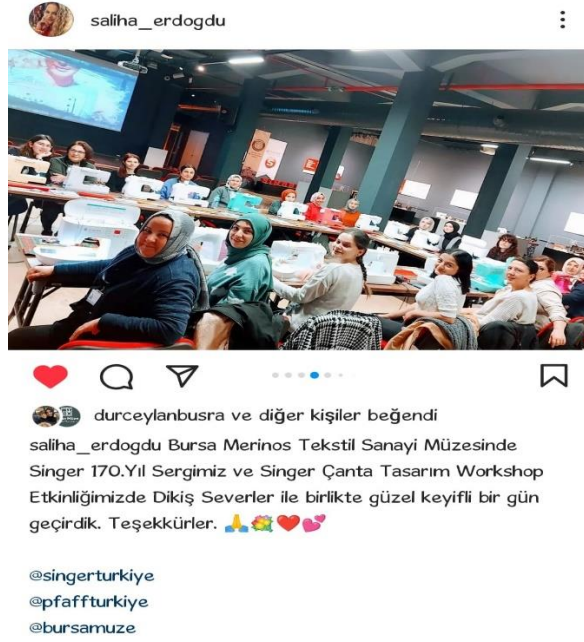 saliha_erdogdu
durceylanbusra ve diğer kişiler beğendi
saliha_erdogdu Bursa Merinos Tekstil Sanayi Müzesinde
Singer 170.Yıl Sergimiz ve Singer Çanta Tasarım Workshop
Etkinliğimizde Dikiş Severler ile birlikte güzel keyifli bir gün
geçirdik. Teşekkürler. 🙏💐❤️💕
@singerturkiye
@pfaffturkiye
@bursamuze